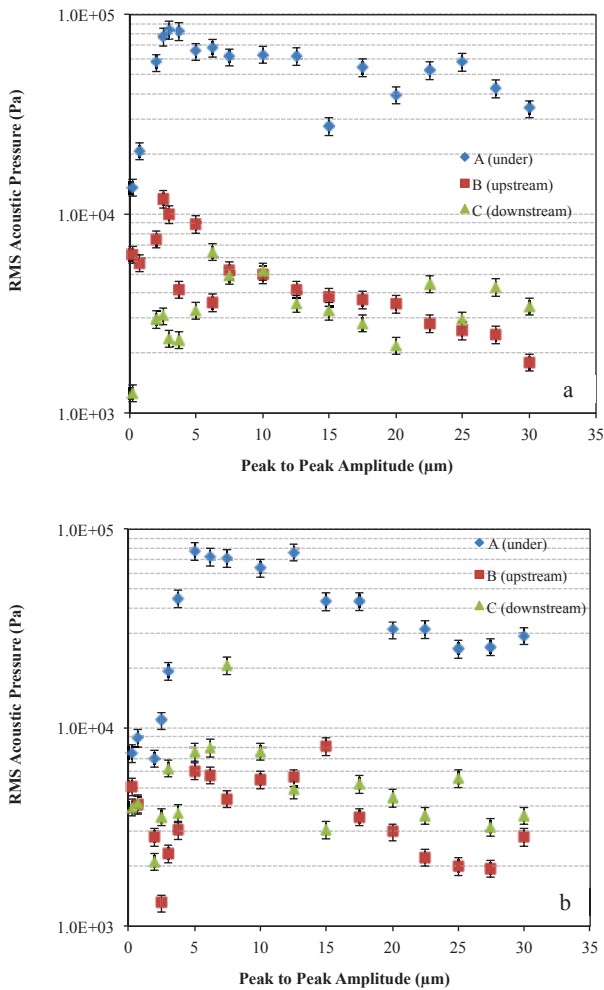 1.0E+05
RMS Acoustic Pressure (Pa)
A (under)
B (upstream)
C (downstream)
1.0E+04
1.0E+03
a
0 5 10 15 20 25 30 35
Peak to Peak Amplitude (µm)
1.0E+05
RMS Acoustic Pressure (Pa)
A (under)
B (upstream)
C (downstream)
1.0E+04
1.0E+03
b
0 5 10 15 20 25 30 35
Peak to Peak Amplitude (µm)